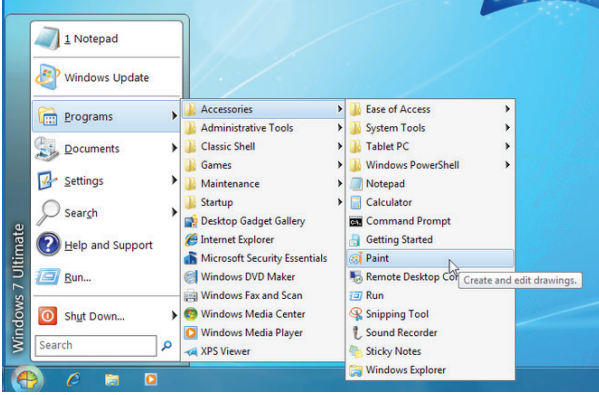 1 Notepad
Windows Update
Programs
Documents
Settings
Search
Help and Support
Run...
Shut Down...
Search
Windows 7 Ultimate
Accessories
Administrative Tools
Classic Shell
Games
Maintenance
Startup
Desktop Gadget Gallery
Internet Explorer
Microsoft Security Essentials
Windows DVD Maker
Windows Fax and Scan
Windows Media Center
Windows Media Player
XPS Viewer
Ease of Access
System Tools
Tablet PC
Windows PowerShell
Notepad
Calculator
Command Prompt
Getting Started
Paint
Remote Desktop Co
Create and edit drawings.
Run
Snipping Tool
Sound Recorder
Sticky Notes
Windows Explorer